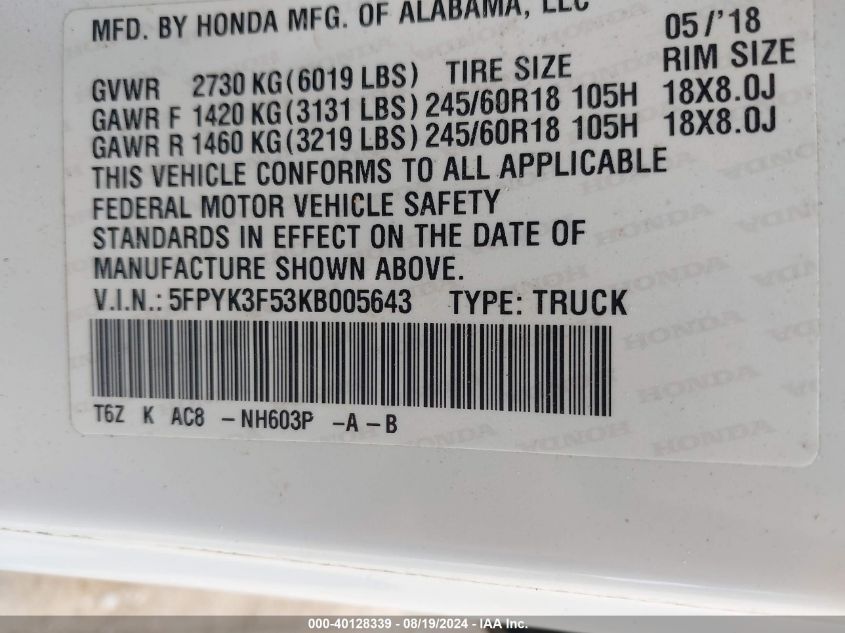 MFD. BY HONDA MFG. OF ALABAMA, LLC 05/'18
GVWR 2730 KG(6019 LBS) TIRE SIZE RIM SIZE
GAWR F 1420 KG(3131 LBS) 245/60R18 105H 18X8.0J
GAWR R 1460 KG(3219 LBS) 245/60R18 105H 18X8.0J
THIS VEHICLE CONFORMS TO ALL APPLICABLE
FEDERAL MOTOR VEHICLE SAFETY
STANDARDS IN EFFECT ON THE DATE OF
MANUFACTURE SHOWN ABOVE.
V.I.N.: 5FPYK3F53KB005643 TYPE: TRUCK
T6Z K AC8 -NH603P -A-B
000-40128339 - 08/19/2024 - IAA Inc.